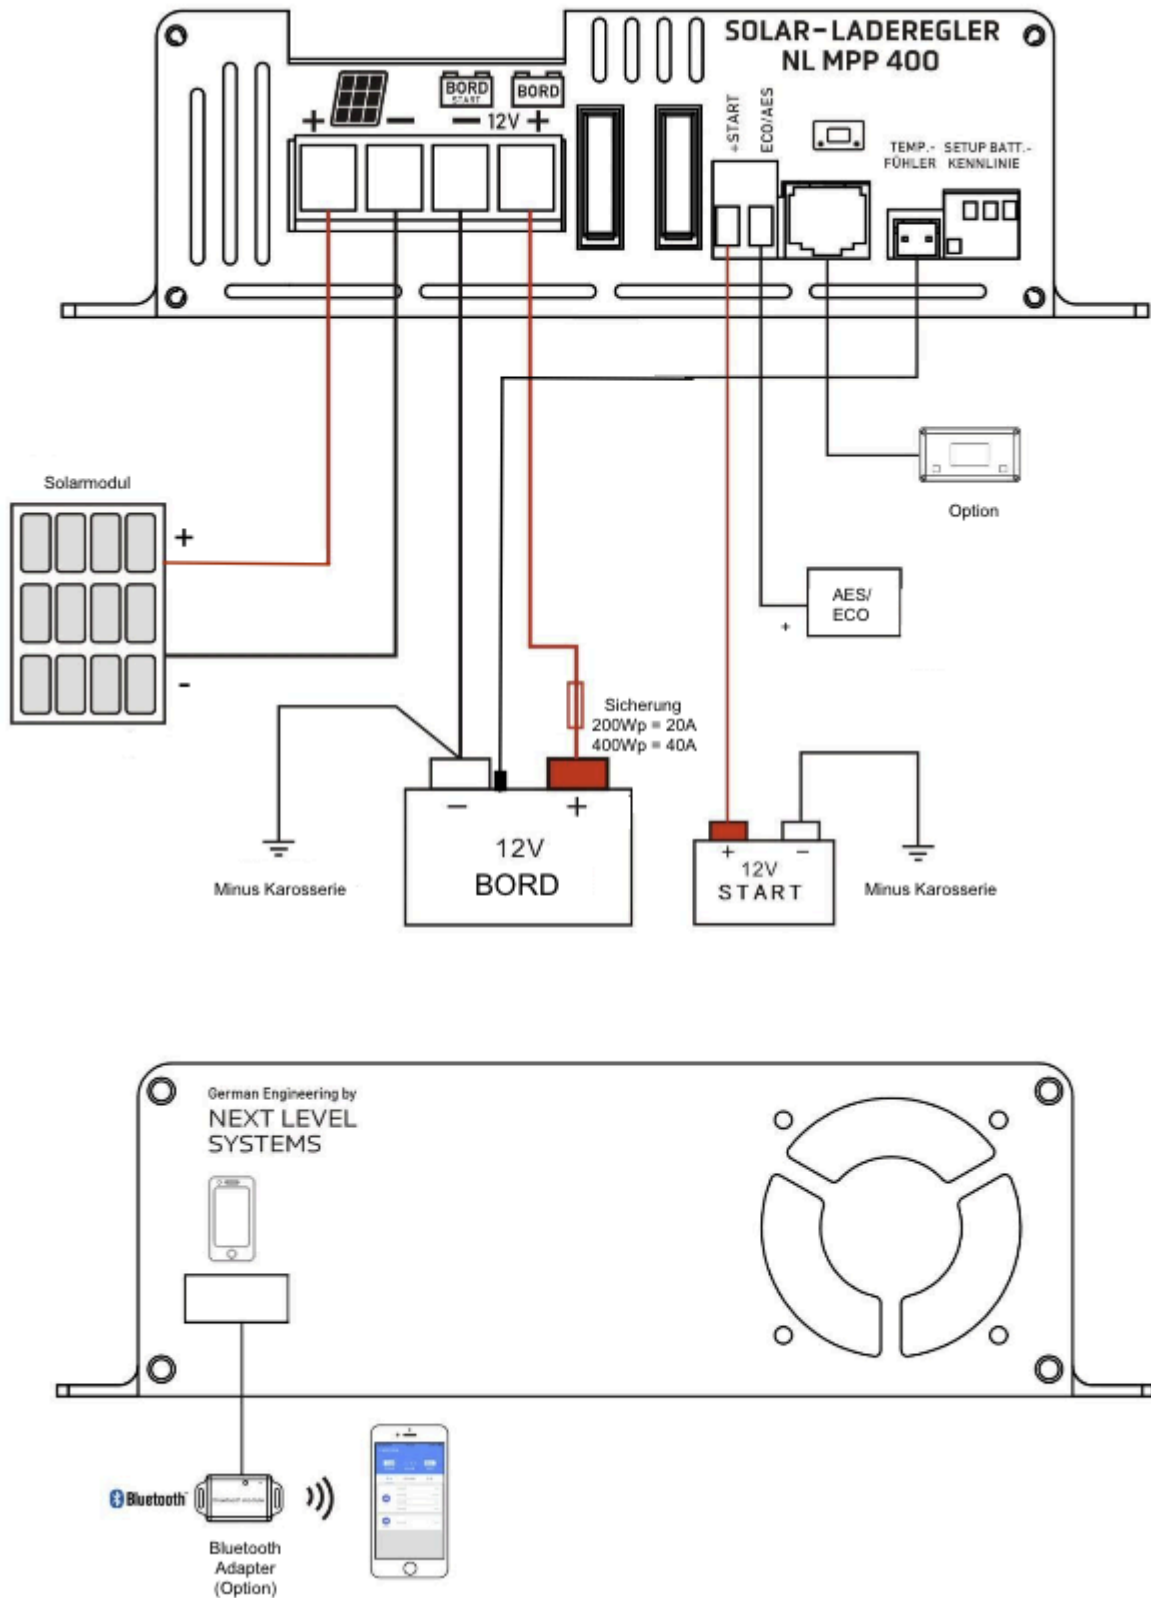 SOLAR-LADEREGLER
NL MPP 400
BORD
START
BORD
+ - - 12V +
+START
ECO/AES
TEMP.-
FÜHLER
SETUP BATT.-
KENNLINIE
Solarmodul
+
-
Option
AES/
ECO
+
Sicherung
200Wp = 20A
400Wp = 40A
- +
12V
BORD
Minus Karosserie
+ -
12V
START
Minus Karosserie
German Engineering by
NEXT LEVEL
SYSTEMS
Bluetooth
Bluetooth
Adapter
(Option)